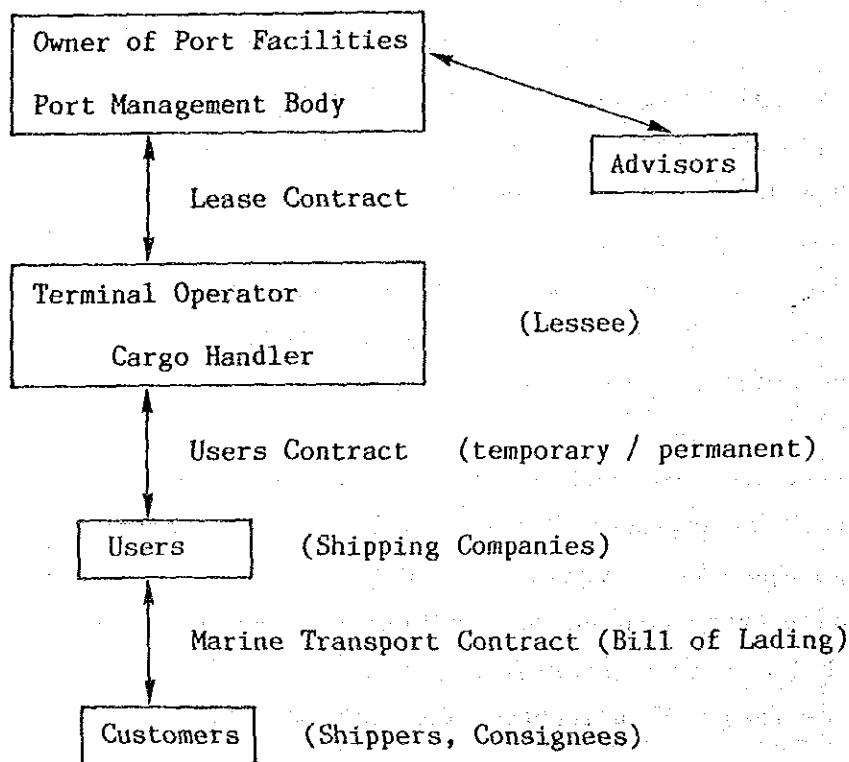 Owner of Port Facilities
Port Management Body
Advisors
Lease Contract
Terminal Operator
(Lessee)
Cargo Handler
Users Contract (temporary / permanent)
Users (Shipping Companies)
Marine Transport Contract (Bill of Lading)
Customers (Shippers, Consignees)